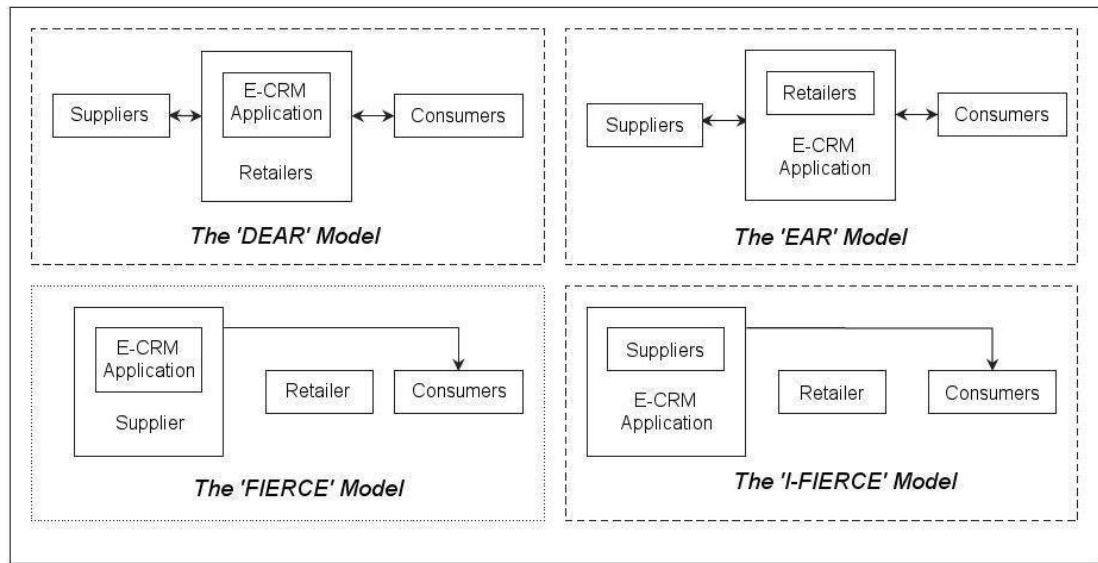 E-CRM
Application
Suppliers
Consumers
Retailers
The 'DEAR' Model
Retailers
Suppliers
Consumers
E-CRM
Application
The 'EAR' Model
E-CRM
Application
Retailer
Consumers
Supplier
The 'FIERCE' Model
Suppliers
Retailer
Consumers
E-CRM
Application
The 'I-FIERCE' Model